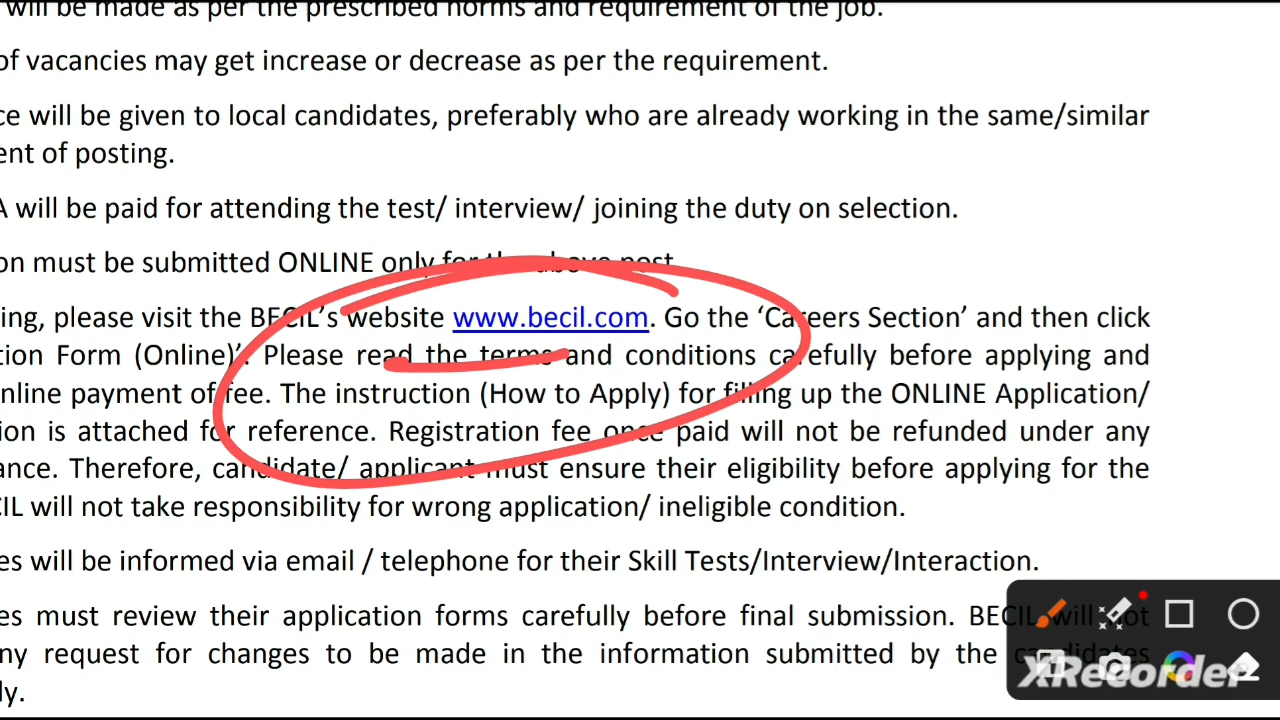 will be made as per the prescribed norms and requirement of the job.
of vacancies may get increase or decrease as per the requirement.
ce will be given to local candidates, preferably who are already working in the same/similar
ent of posting.
A will be paid for attending the test/ interview/ joining the duty on selection.
on must be submitted ONLINE only for the above post.
ing, please visit the BECIL’s website www.becil.com. Go the ‘Careers Section’ and then click
tion Form (Online)’. Please read the terms and conditions carefully before applying and
nline payment of fee. The instruction (How to Apply) for filling up the ONLINE Application/
ion is attached for reference. Registration fee once paid will not be refunded under any
ance. Therefore, candidate/ applicant must ensure their eligibility before applying for the
CIL will not take responsibility for wrong application/ ineligible condition.
es will be informed via email / telephone for their Skill Tests/Interview/Interaction.
es must review their application forms carefully before final submission. BECIL will not
ny request for changes to be made in the information submitted by the candidates
ly.
XRecorder